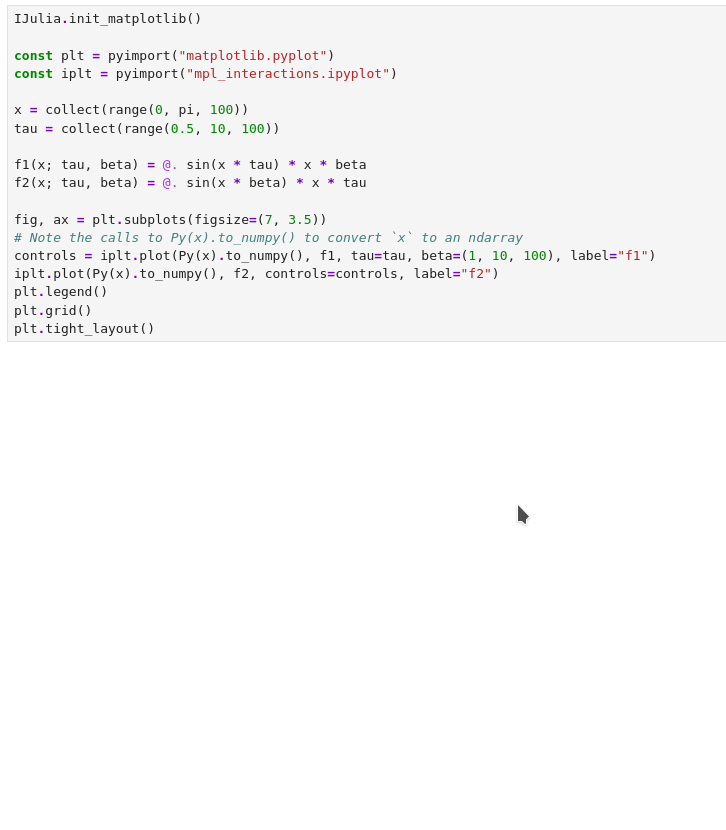 IJulia.init_matplotlib()
const plt = pyimport("matplotlib.pyplot")
const iplt = pyimport("mpl_interactions.ipyplot")
x = collect(range(0, pi, 100))
tau = collect(range(0.5, 10, 100))
f1(x; tau, beta) = @. sin(x * tau) * x * beta
f2(x; tau, beta) = @. sin(x * beta) * x * tau
fig, ax = plt.subplots(figsize=(7, 3.5))
# Note the calls to Py(x).to_numpy() to convert `x` to an ndarray
controls = iplt.plot(Py(x).to_numpy(), f1, tau=tau, beta=(1, 10, 100), label="f1")
iplt.plot(Py(x).to_numpy(), f2, controls=controls, label="f2")
plt.legend()
plt.grid()
plt.tight_layout()